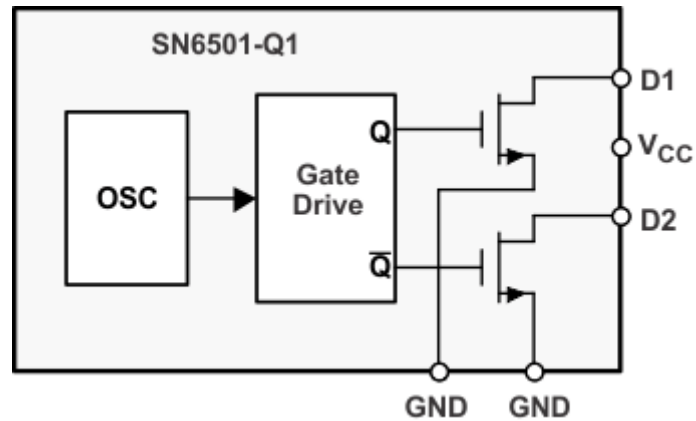 SN6501-Q1
D1
Q
VCC
OSC
Gate
Drive
D2
Q̅
GND
GND